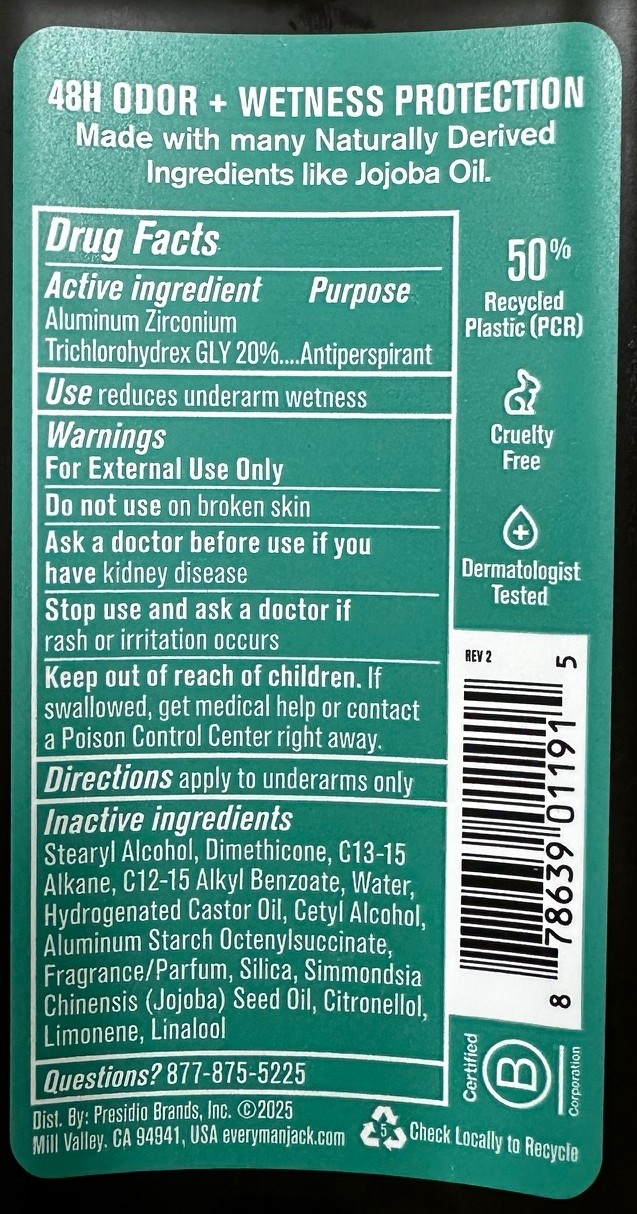 48H ODOR + WETNESS PROTECTION
Made with many Naturally Derived
Ingredients like Jojoba Oil.
Drug Facts
Active ingredient Purpose
Aluminum Zirconium
Trichlorohydrex GLY 20%....Antiperspirant
Use reduces underarm wetness
Warnings
For External Use Only
Do not use on broken skin
Ask a doctor before use if you
have kidney disease
Stop use and ask a doctor if
rash or irritation occurs
Keep out of reach of children. If
swallowed, get medical help or contact
a Poison Control Center right away.
Directions apply to underarms only
Inactive ingredients
Stearyl Alcohol, Dimethicone, C13-15
Alkane, C12-15 Alkyl Benzoate, Water,
Hydrogenated Castor Oil, Cetyl Alcohol,
Aluminum Starch Octenylsuccinate,
Fragrance/Parfum, Silica, Simmondsia
Chinensis (Jojoba) Seed Oil, Citronellol,
Limonene, Linalool
Questions? 877-875-5225
Dist. By: Presidio Brands, Inc. ©2025
Mill Valley. CA 94941, USA everymanjack.com
5
Check Locally to Recycle
50%
Recycled
Plastic (PCR)
Cruelty
Free
Dermatologist
Tested
REV 2
8 78639 01191 5
Certified
B
Corporation